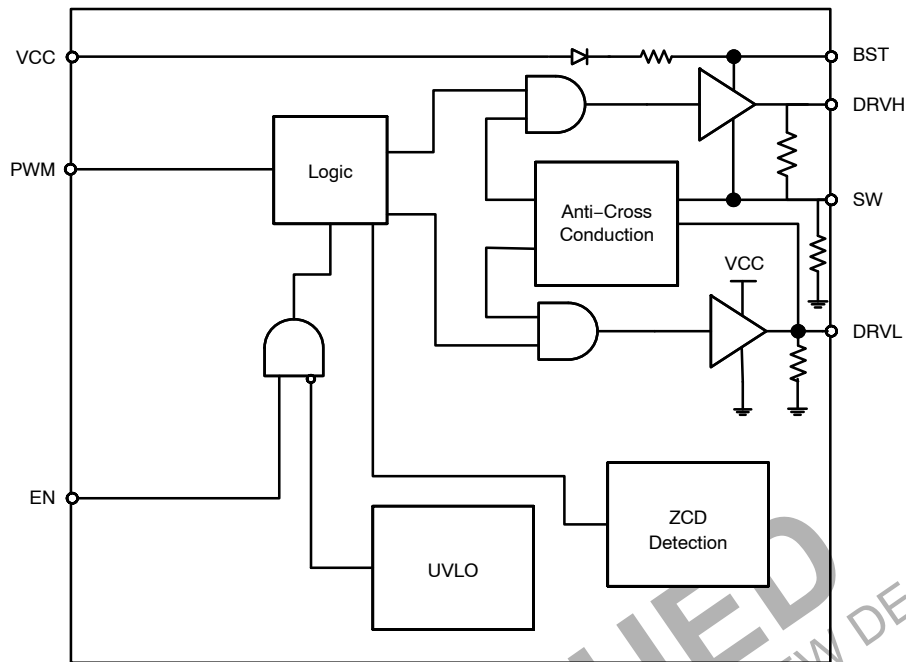 VCC
BST
DRVH
PWM
Logic
SW
Anti−Cross
Conduction
VCC
DRVL
EN
ZCD
Detection
UVLO